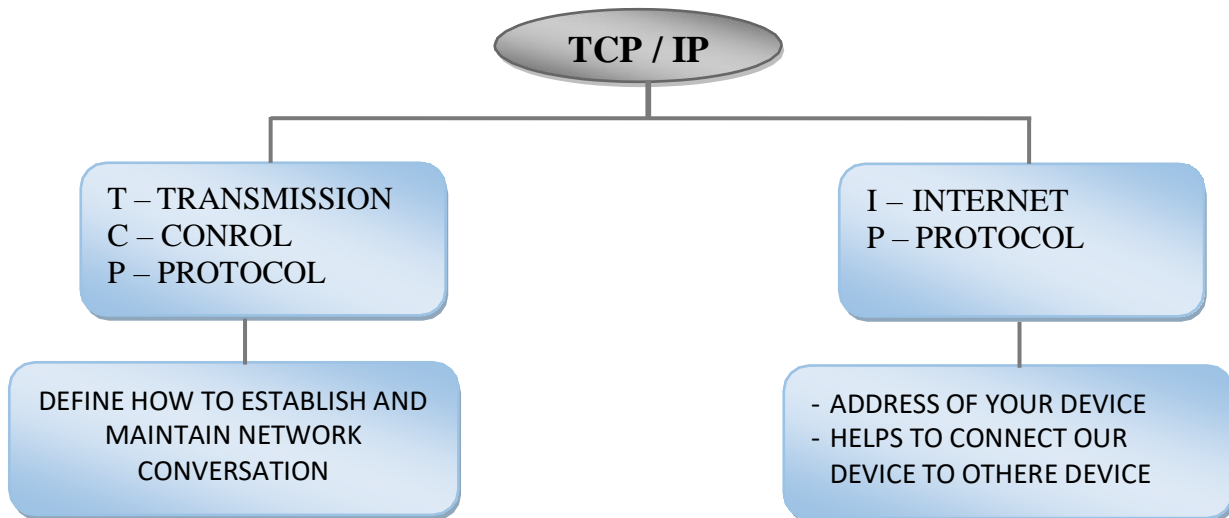 TCP / IP
T – TRANSMISSION
C – CONROL
P – PROTOCOL
I – INTERNET
P – PROTOCOL
DEFINE HOW TO ESTABLISH AND
MAINTAIN NETWORK
CONVERSATION
- ADDRESS OF YOUR DEVICE
- HELPS TO CONNECT OUR
DEVICE TO OTHERE DEVICE